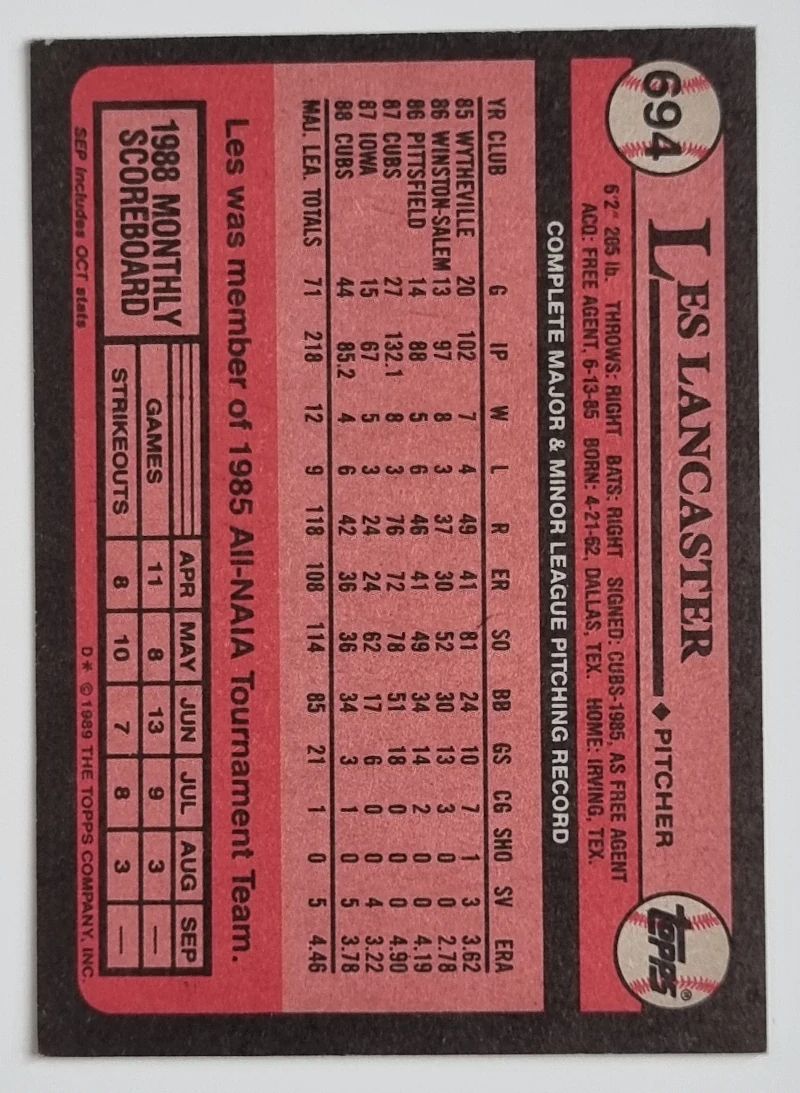 694
LES LANCASTER ♦ PITCHER
topps®
6'2" 205 lb. THROWS: RIGHT BATS: RIGHT SIGNED: CUBS-1985, AS FREE AGENT
ACQ: FREE AGENT, 6-13-85 BORN: 4-21-62, DALLAS, TEX. HOME: IRVING, TEX.
COMPLETE MAJOR & MINOR LEAGUE PITCHING RECORD
YR CLUB G IP W L R ER SO BB GS CG SHO SV ERA
85 WYTHEVILLE 20 102 7 4 49 41 81 24 10 7 1 3 3.62
86 WINSTON-SALEM 13 97 8 3 37 30 52 30 13 3 0 0 2.78
86 PITTSFIELD 14 88 5 6 46 41 49 34 14 2 0 0 4.19
87 CUBS 27 132.1 8 3 76 72 78 51 18 0 0 0 4.90
87 IOWA 15 67 5 3 24 24 62 17 6 0 0 4 3.22
88 CUBS 44 85.2 4 6 42 36 36 34 3 1 0 5 3.78
MAJ. LEA. TOTALS 71 218 12 9 118 108 114 85 21 1 0 5 4.46
Les was member of 1985 All-NAIA Tournament Team.
1988 MONTHLY
SCOREBOARD
APR MAY JUN JUL AUG SEP
GAMES 11 8 13 9 3 —
STRIKEOUTS 8 10 7 8 3 —
SEP includes OCT stats
D* ©1989 THE TOPPS COMPANY, INC.